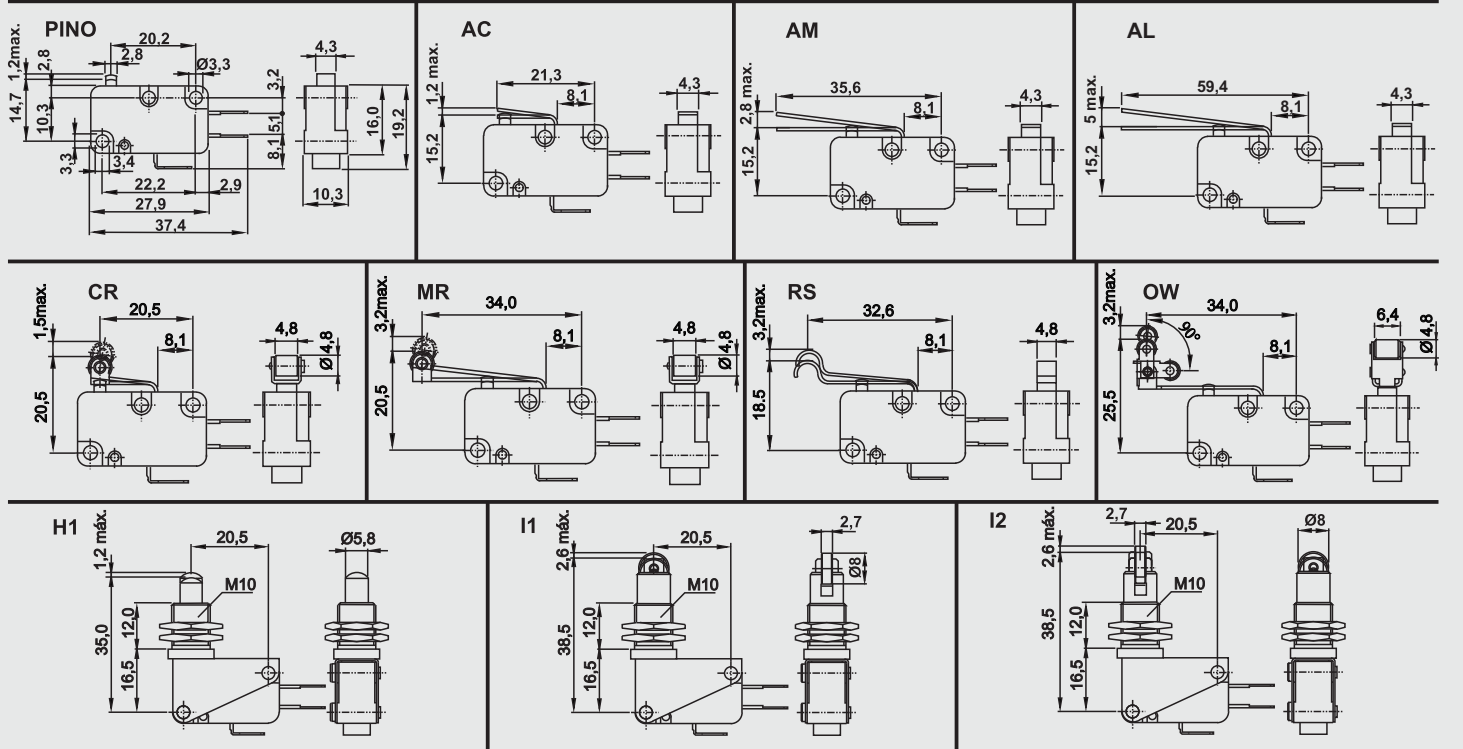 PINO
20,2
2,8
Ø3,3
1,2max.
2,8
14,7
10,3
3,3
3,4
22,2
2,9
27,9
37,4
3,2
5,1
8,1
4,3
16,0
19,2
10,3
AC
1,2 max.
21,3
8,1
15,2
4,3
AM
2,8 max.
35,6
8,1
15,2
4,3
AL
5 max.
59,4
8,1
15,2
4,3
CR
1,5max.
20,5
8,1
20,5
4,8
Ø 4,8
MR
3,2max.
34,0
8,1
20,5
4,8
Ø 4,8
RS
3,2max.
32,6
8,1
18.5
4,8
OW
3,2max.
34,0
90°
8,1
25,5
6,4
Ø 4,8
H1
1,2 máx.
20,5
M10
35,0
12,0
16,5
Ø5,8
I1
2,6 máx.
20,5
M10
38,5
12,0
16,5
2,7
Ø8
I2
2,6 máx.
2,7
20,5
M10
38,5
12,0
16,5
Ø8